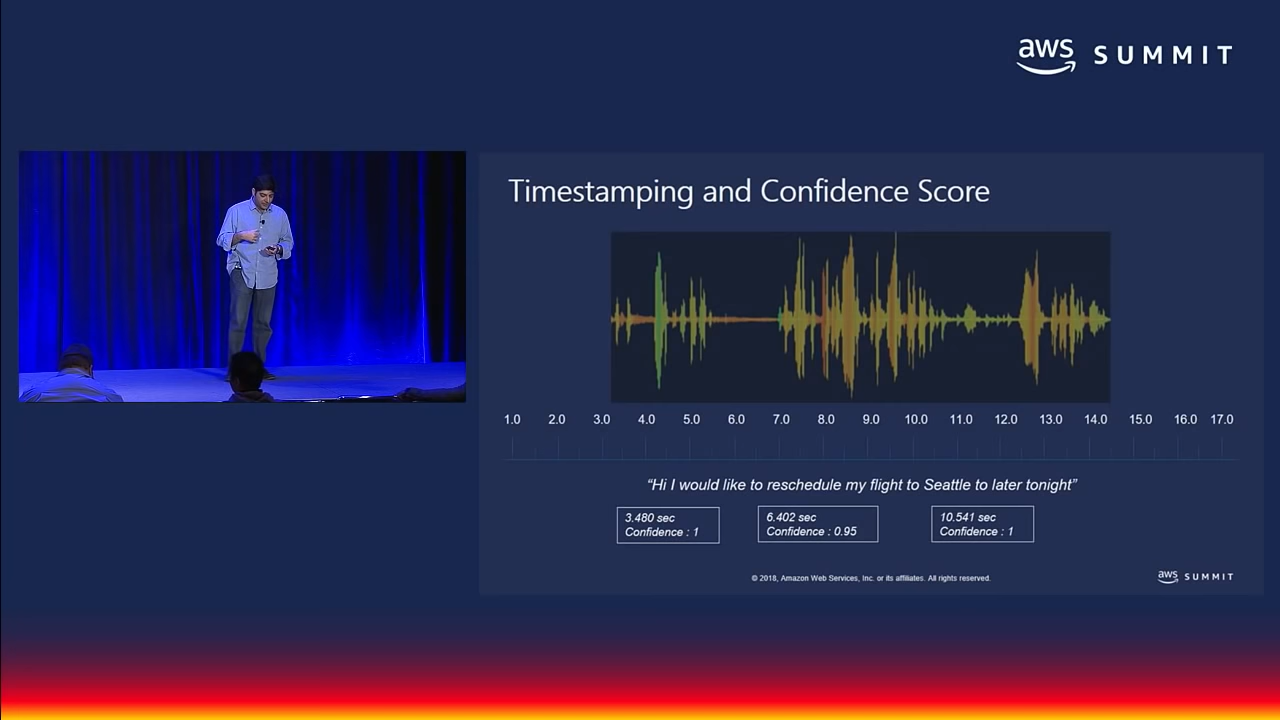 aws SUMMIT
Timestamping and Confidence Score
1.0 2.0 3.0 4.0 5.0 6.0 7.0 8.0 9.0 10.0 11.0 12.0 13.0 14.0 15.0 16.0 17.0
“Hi I would like to reschedule my flight to Seattle to later tonight”
3.480 sec
Confidence : 1
6.402 sec
Confidence : 0.95
10.541 sec
Confidence : 1
© 2018, Amazon Web Services, Inc. or its affiliates. All rights reserved.
aws SUMMIT